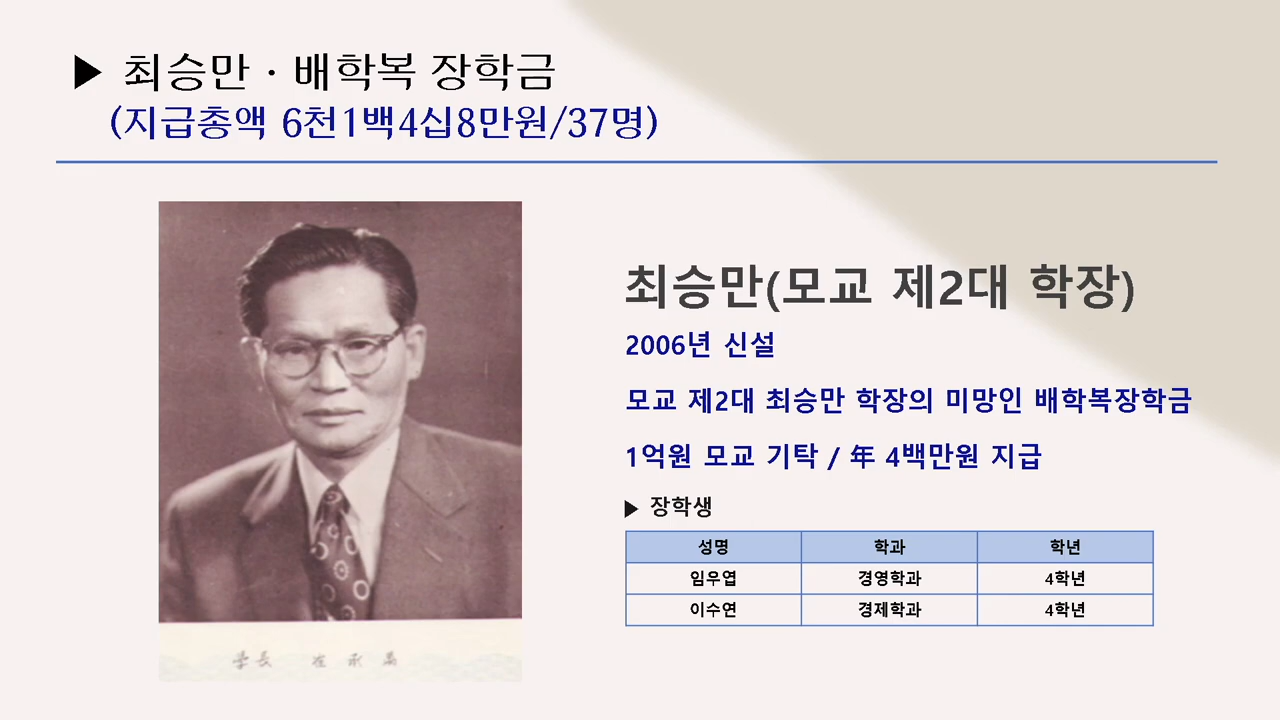 ▶ 최승만 · 배학복 장학금
(지급총액 6천1백4십8만원/37명)
學長 崔承萬
최승만(모교 제2대 학장)
2006년 신설
모교 제2대 최승만 학장의 미망인 배학복장학금
1억원 모교 기탁 / 年 4백만원 지급
▶ 장학생
성명 학과 학년
임우엽 경영학과 4학년
이수연 경제학과 4학년